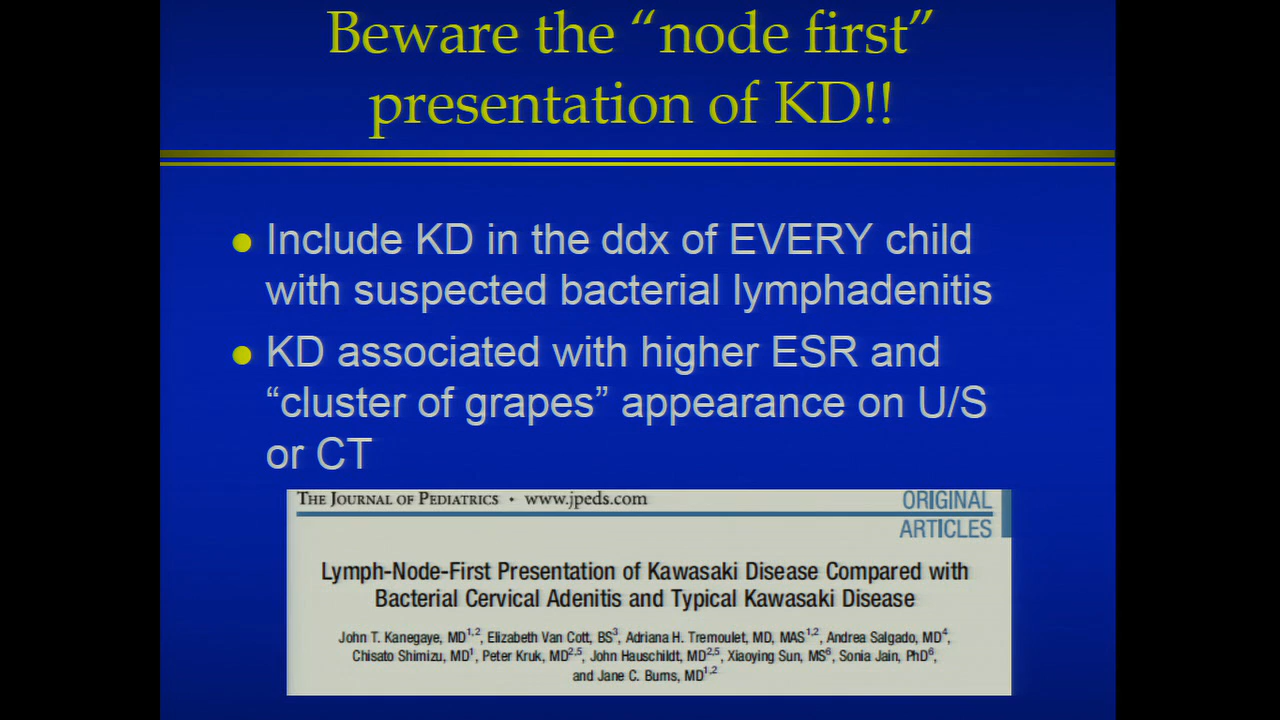 Beware the “node first”
presentation of KD!!
Include KD in the ddx of EVERY child
with suspected bacterial lymphadenitis
KD associated with higher ESR and
“cluster of grapes” appearance on U/S
or CT
THE JOURNAL OF PEDIATRICS • www.jpeds.com
ORIGINAL
ARTICLES
Lymph-Node-First Presentation of Kawasaki Disease Compared with
Bacterial Cervical Adenitis and Typical Kawasaki Disease
John T. Kanegaye, MD1,2, Elizabeth Van Cott, BS3, Adriana H. Tremoulet, MD, MAS1,2, Andrea Salgado, MD4,
Chisato Shimizu, MD1, Peter Kruk, MD2,5, John Hauschildt, MD2,5, Xiaoying Sun, MS6, Sonia Jain, PhD6,
and Jane C. Burns, MD1,2